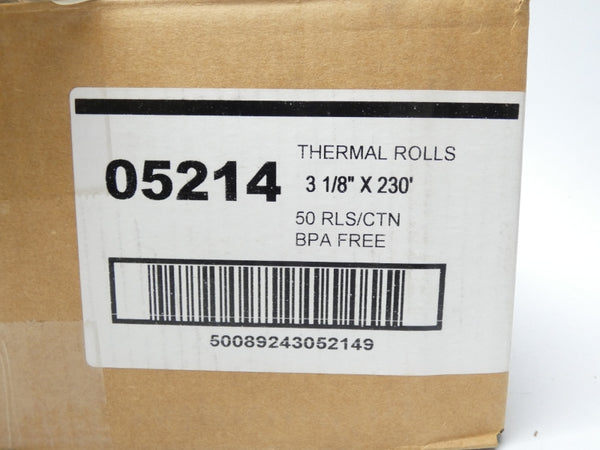 05214
THERMAL ROLLS
3 1/8" X 230'
50 RLS/CTN
BPA FREE
50089243052149